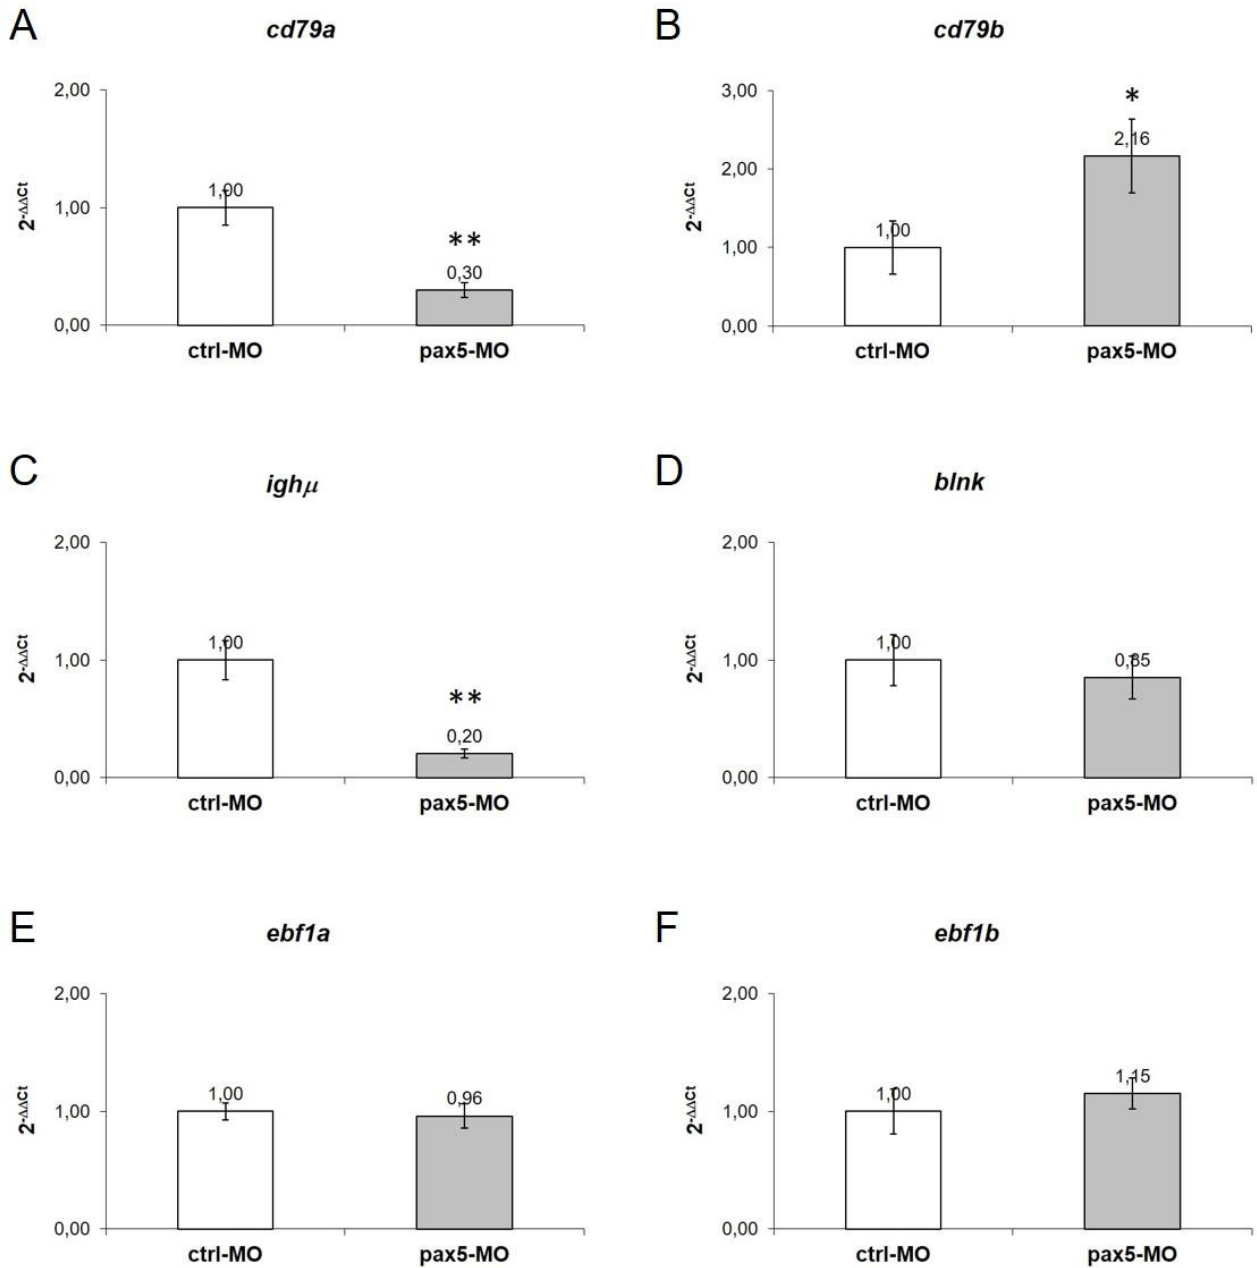 A
cd79a
2,00
1,00
0,00
2-ΔΔCt
1,00
**
0,30
ctrl-MO
pax5-MO
B
cd79b
3,00
2,00
1,00
0,00
2-ΔΔCt
1,00
*
2,16
ctrl-MO
pax5-MO
C
ighμ
2,00
1,00
0,00
2-ΔΔCt
1,00
**
0,20
ctrl-MO
pax5-MO
D
blnk
2,00
1,00
0,00
2-ΔΔCt
1,00
0,85
ctrl-MO
pax5-MO
E
ebf1a
2,00
1,00
0,00
2-ΔΔCt
1,00
0,96
ctrl-MO
pax5-MO
F
ebf1b
2,00
1,00
0,00
2-ΔΔCt
1,00
1,15
ctrl-MO
pax5-MO